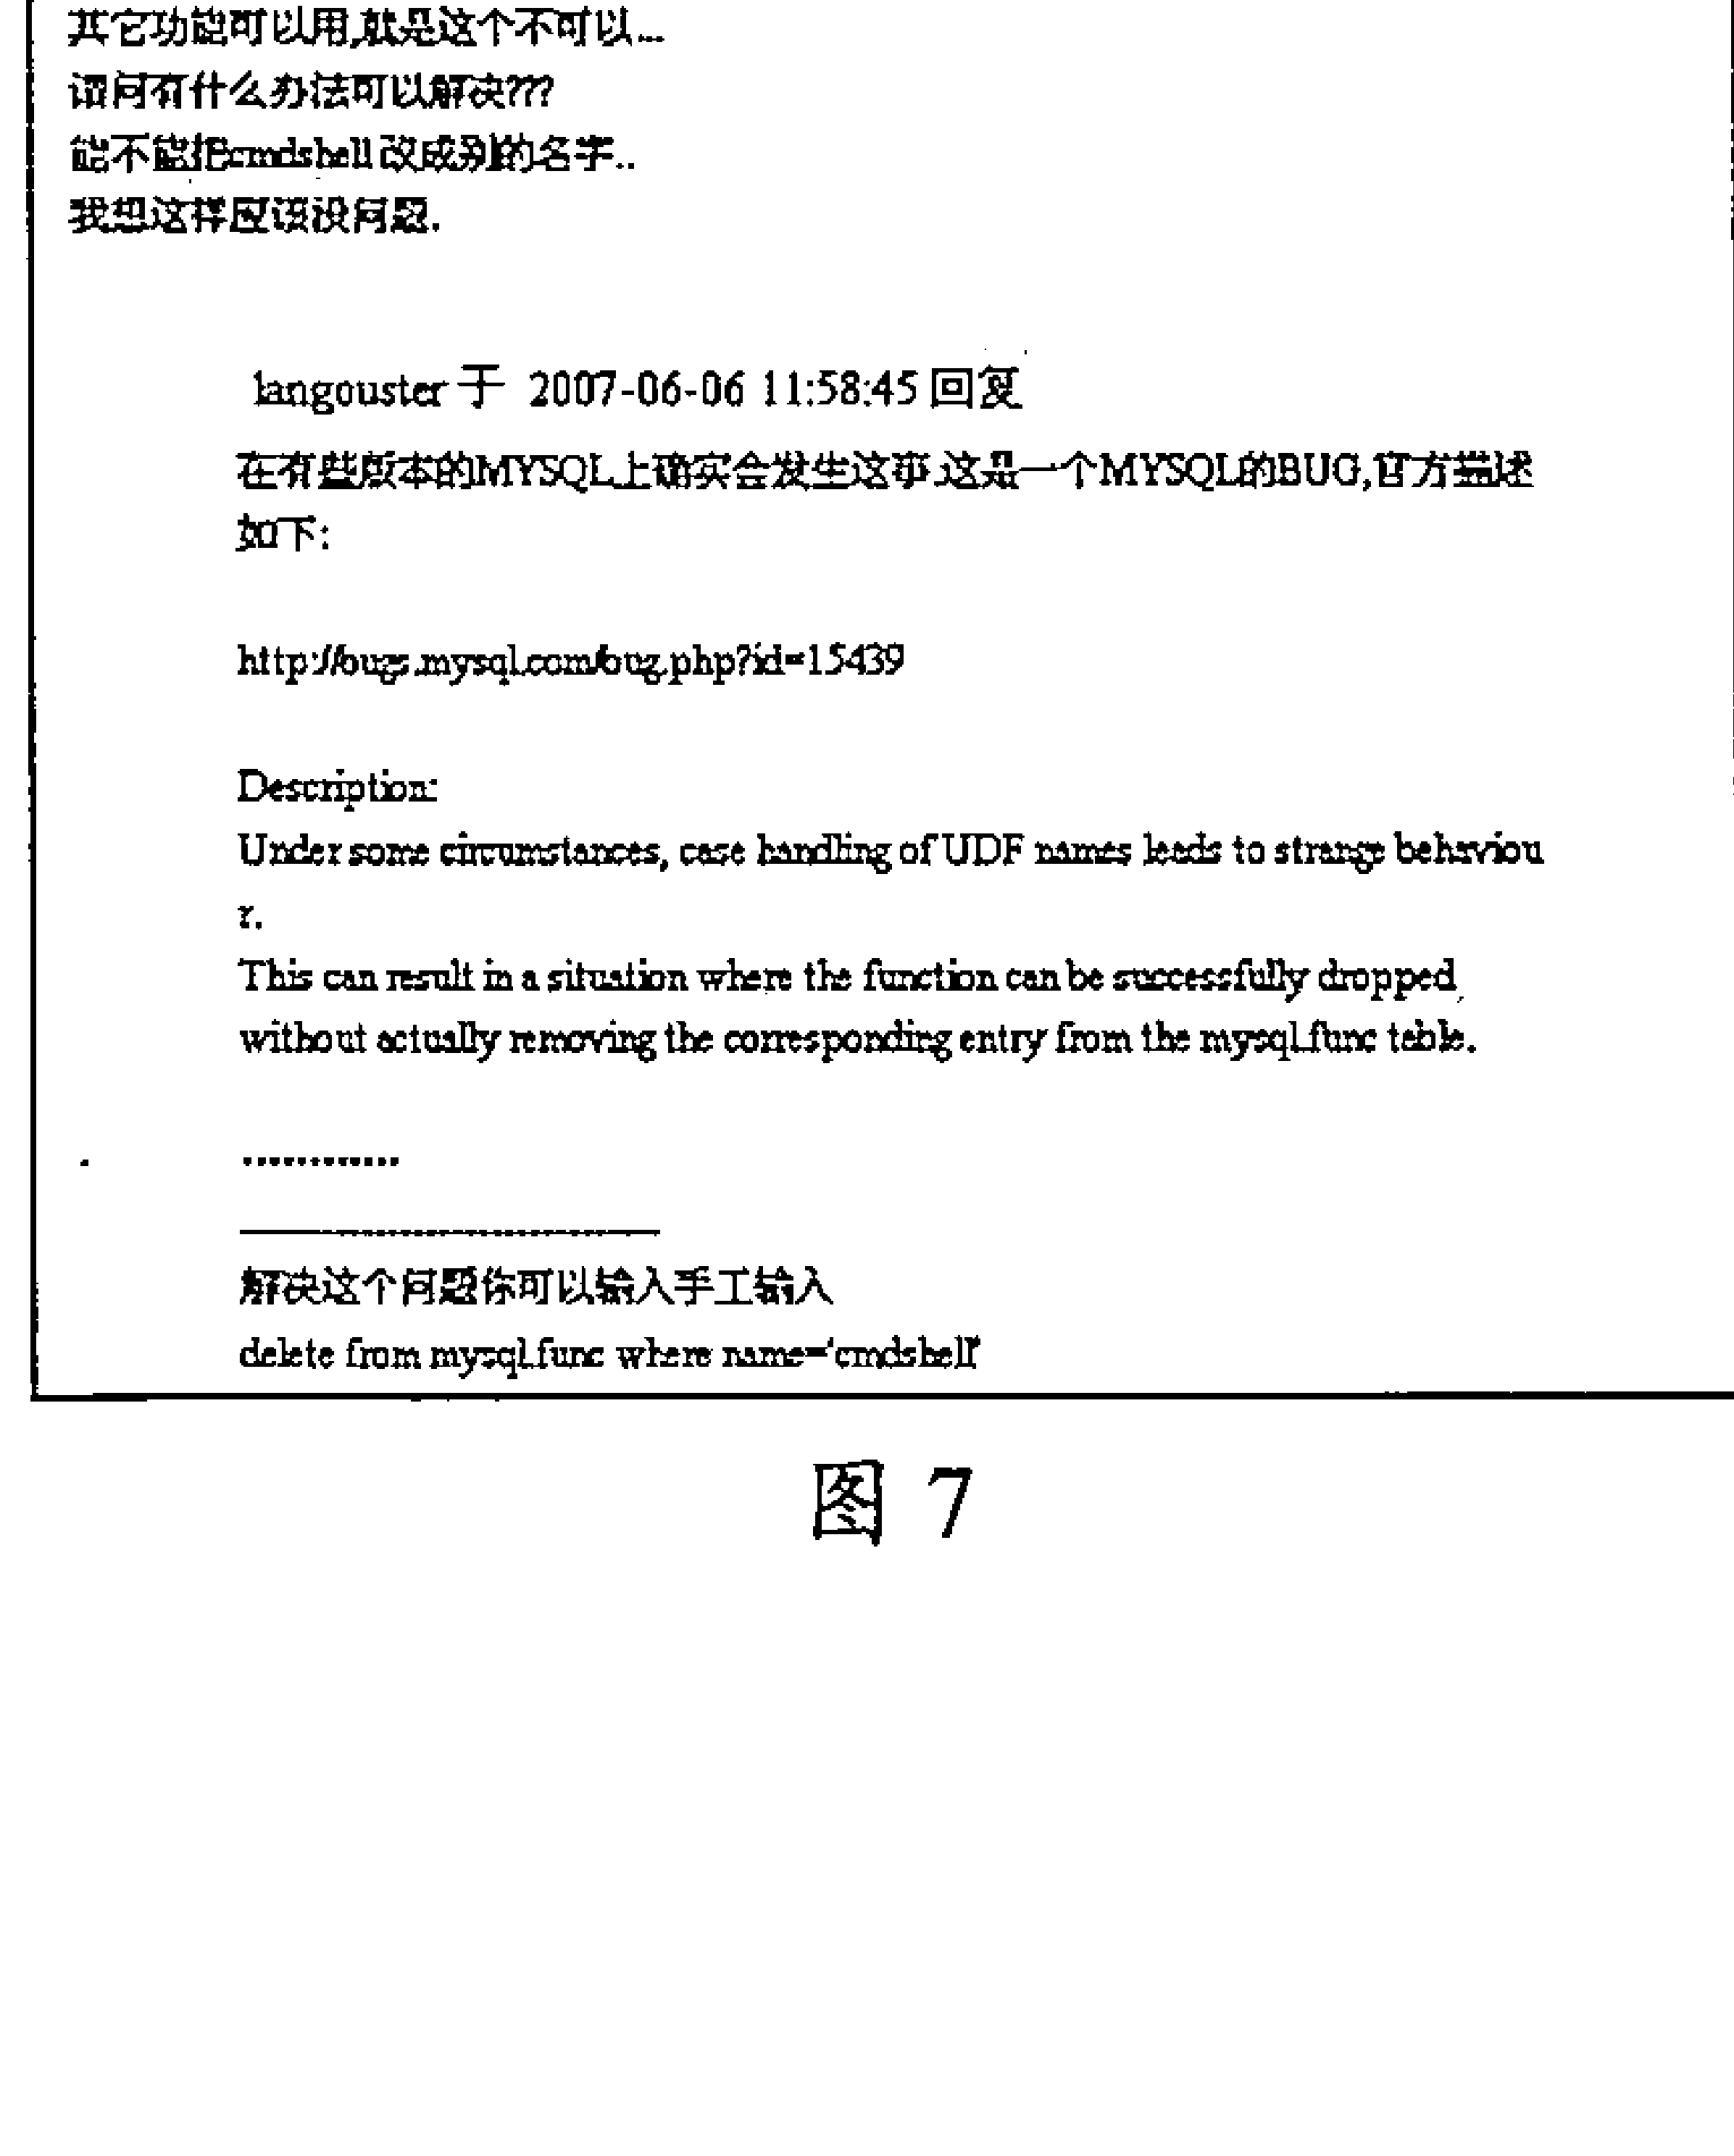 其它功能可以用,就是这个不可以...
请问有什么办法可以解决???
能不能把cmdshell改成别的名字..
我想这样应该没问题.
langouster 于 2007-06-06 11:58:45 回复
在有些版本的MYSQL上确实会发生这事.这是一个MYSQL的BUG,官方描述
如下:
http://bugs.mysql.com/bug.php?id=15439
Description:
Under some circumstances, case handling of UDF names leads to strange behaviou
r.
This can result in a situation where the function can be successfully dropped
without actually removing the corresponding entry from the mysql.func table.
............
解决这个问题你可以输入手工输入
delete from mysql.func where name='cmdshell'
图 7